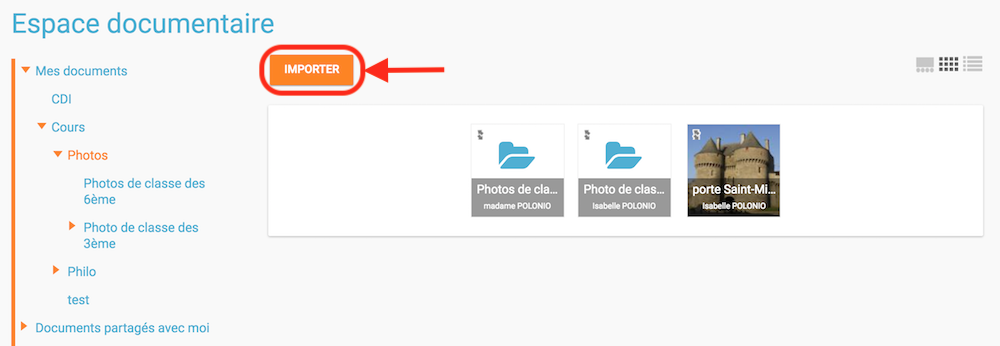 Espace documentaire
Mes documents
CDI
Cours
Photos
Photos de classe des
6ème
Photo de classe des
3ème
Philo
test
Documents partagés avec moi
IMPORTER
Photos de cla...
madame POLONIO
Photo de clas...
Isabelle POLONIO
porte Saint-Mi...
Isabelle POLONIO